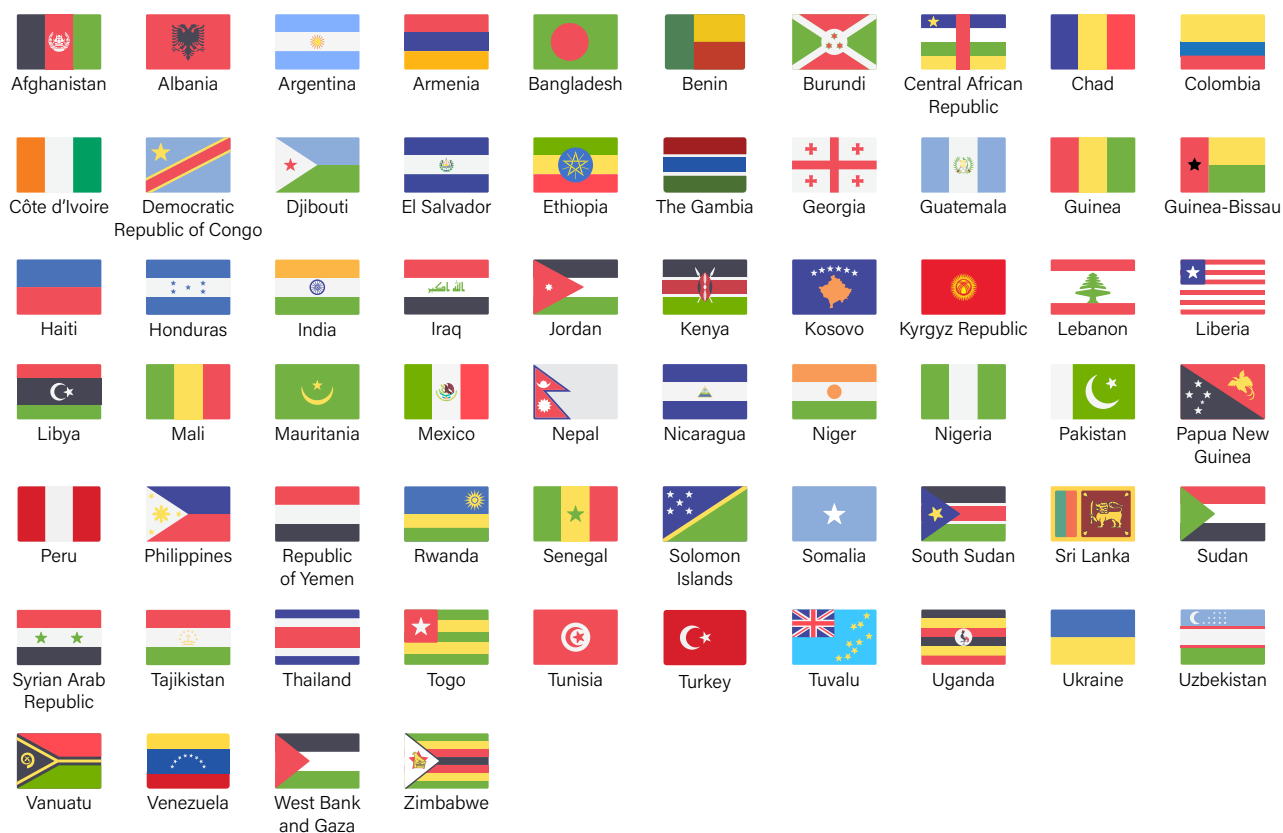 Afghanistan
Albania
Argentina
Armenia
Bangladesh
Benin
Burundi
Central African
Republic
Chad
Colombia
Côte d’Ivoire
Democratic
Republic of Congo
Djibouti
El Salvador
Ethiopia
The Gambia
Georgia
Guatemala
Guinea
Guinea-Bissau
Haiti
Honduras
India
Iraq
Jordan
Kenya
Kosovo
Kyrgyz Republic
Lebanon
Liberia
Libya
Mali
Mauritania
Mexico
Nepal
Nicaragua
Niger
Nigeria
Pakistan
Papua New
Guinea
Peru
Philippines
Republic
of Yemen
Rwanda
Senegal
Solomon
Islands
Somalia
South Sudan
Sri Lanka
Sudan
Syrian Arab
Republic
Tajikistan
Thailand
Togo
Tunisia
Turkey
Tuvalu
Uganda
Ukraine
Uzbekistan
Vanuatu
Venezuela
West Bank
and Gaza
Zimbabwe